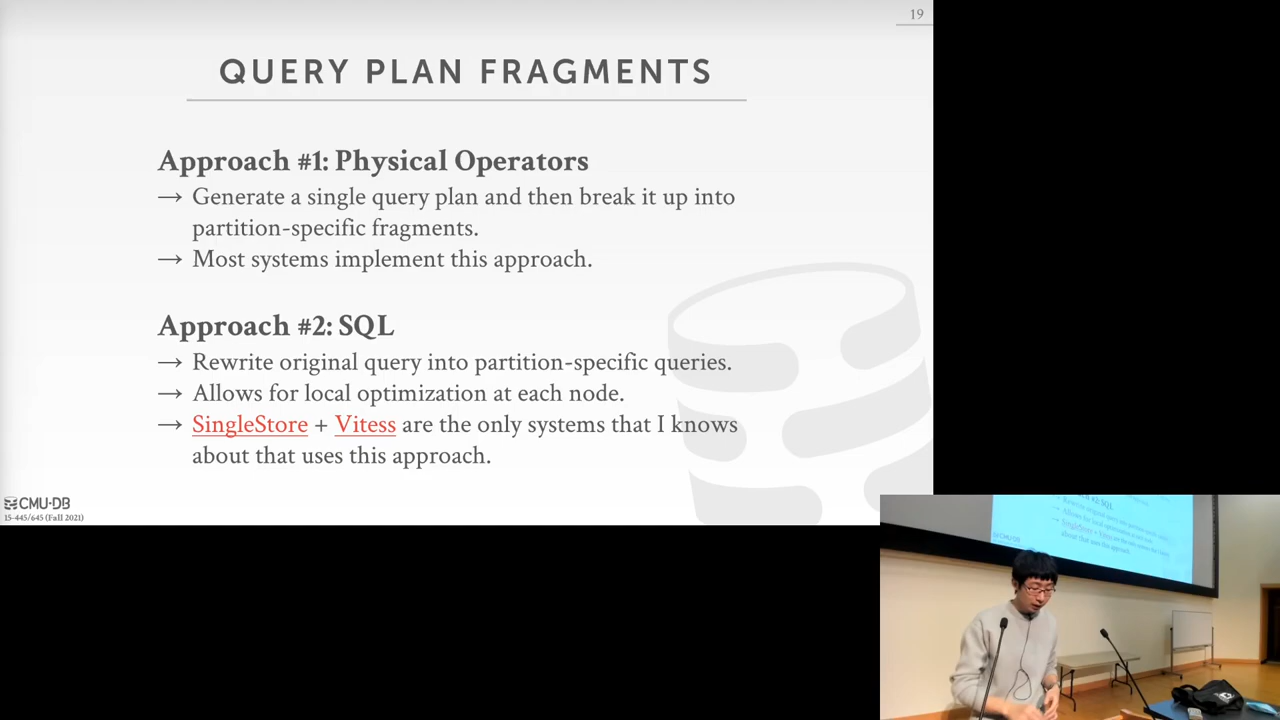 19
QUERY PLAN FRAGMENTS
Approach #1: Physical Operators
→ Generate a single query plan and then break it up into
partition-specific fragments.
→ Most systems implement this approach.
Approach #2: SQL
→ Rewrite original query into partition-specific queries.
→ Allows for local optimization at each node.
→ SingleStore + Vitess are the only systems that I knows
about that uses this approach.
CMU·DB
15-445/645 (Fall 2021)